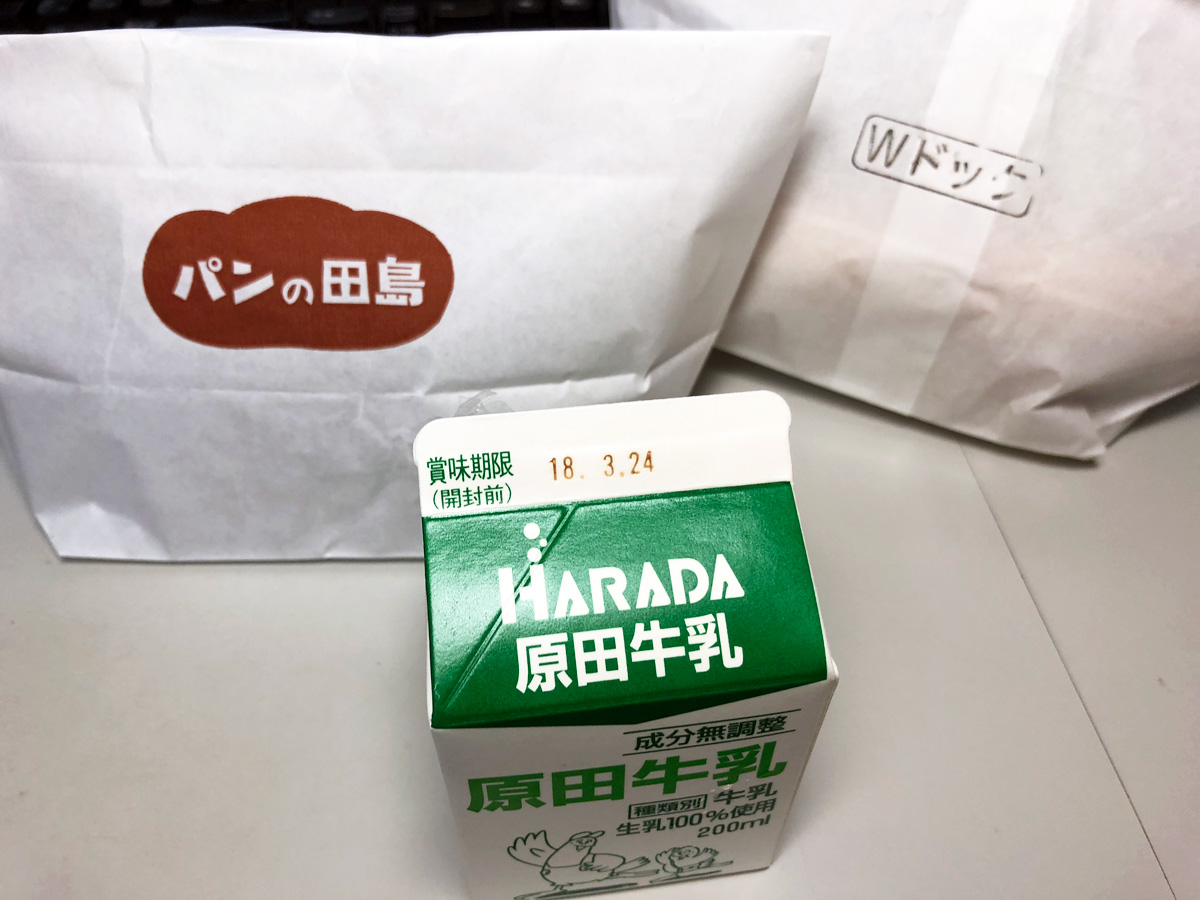 パンの田島
Wドック
賞味期限
(開封前)
18. 3.24
HARADA
原田牛乳
成分無調整
原田牛乳
種類別 牛乳
生乳100%使用
200ml